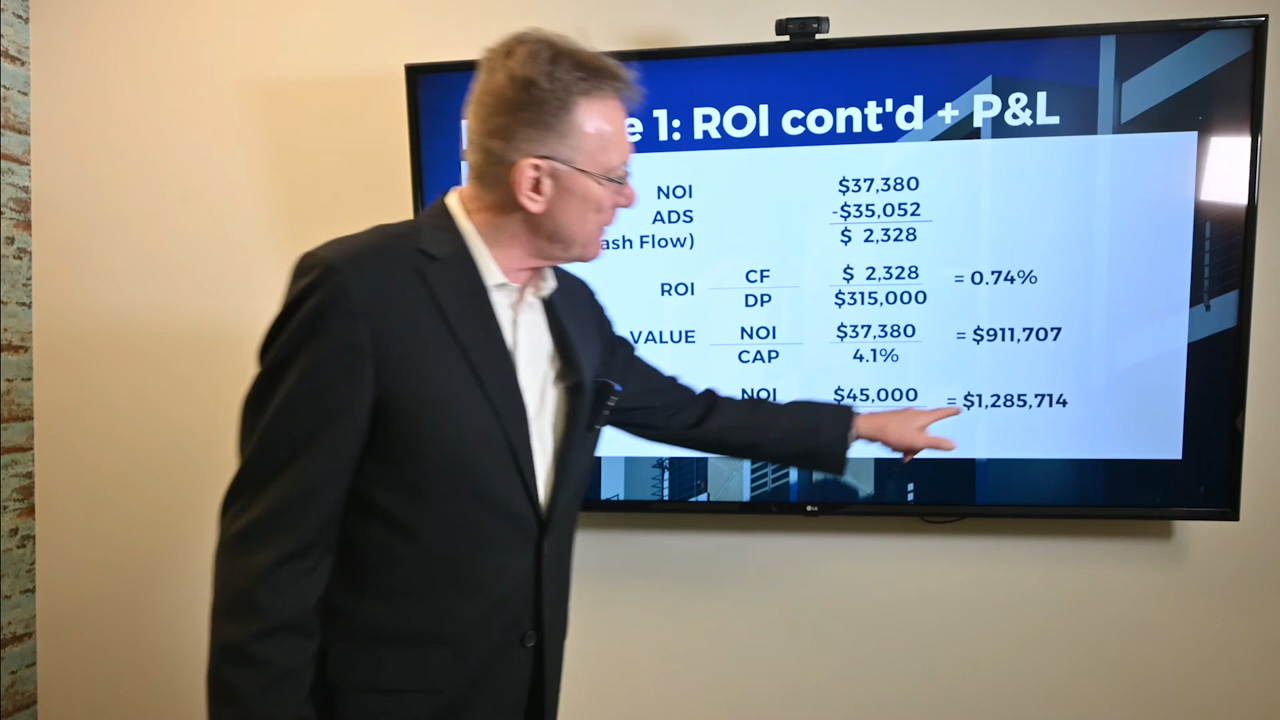 e 1: ROI cont'd + P&L
NOI $37,380
ADS -$35,052
ash Flow) $ 2,328
ROI CF $ 2,328 = 0.74%
DP $315,000
VALUE NOI $37,380 = $911,707
CAP 4.1%
NOI $45,000 = $1,285,714
LG